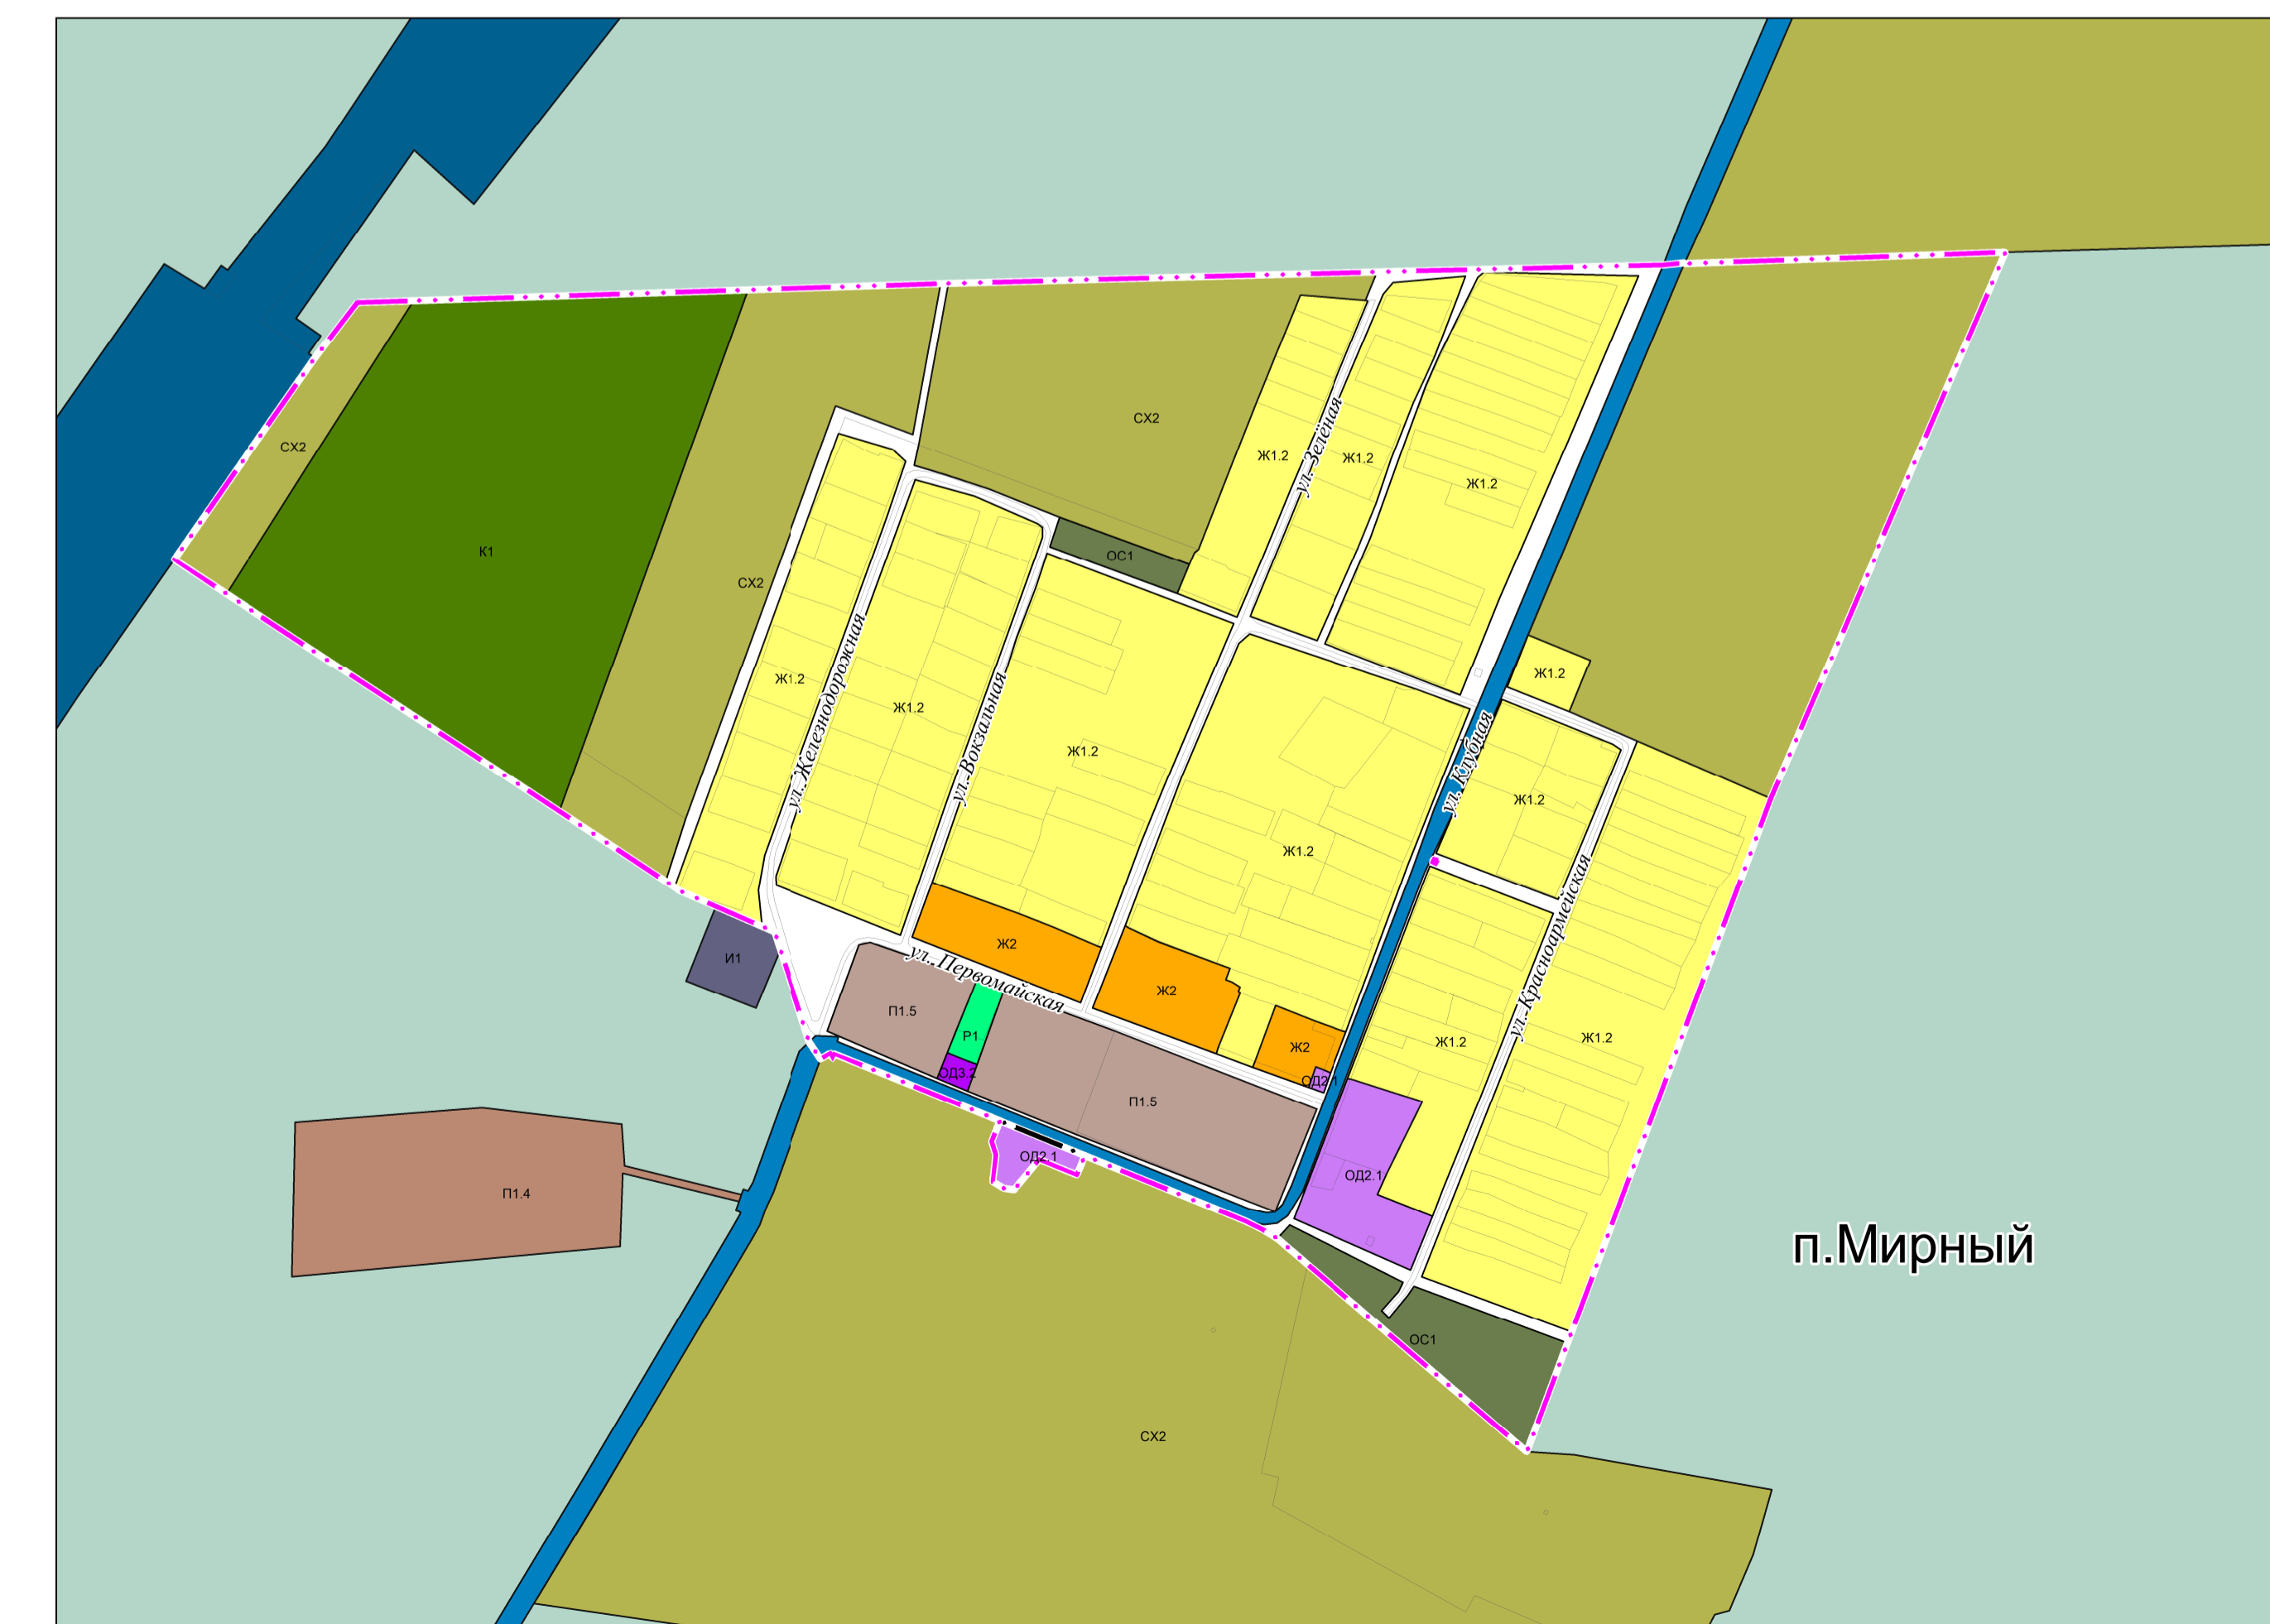 СХ2
СХ2
Ж1.2
ул. Зелёная
Ж1.2
Ж1.2
К1
ОС1
СХ2
Ж1.2
Ж1.2
ул. Железнодорожная
Ж1.2
ул. Вокзальная
Ж1.2
ул. Клубная
Ж1.2
Ж1.2
ул. Красноармейская
Ж2
И1
ул. Первомайская
Ж2
П1.5
Р1
Ж2
Ж1.2
Ж1.2
ОД3.2
ОД2.1
П1.5
ОД2.1
ОД2.1
П1.4
п.Мирный
ОС1
СХ2